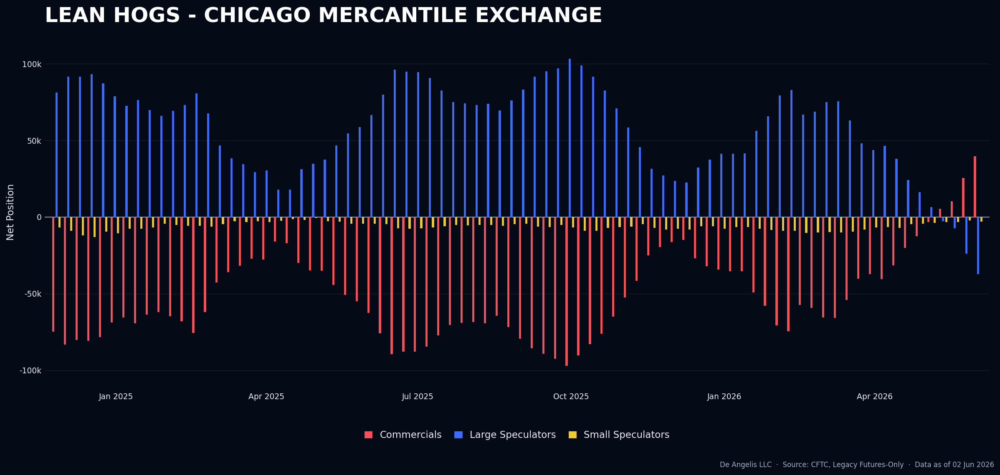 LEAN HOGS - CHICAGO MERCANTILE EXCHANGE
Net Position
100k
50k
0
-50k
-100k
Jan 2025 Apr 2025 Jul 2025 Oct 2025 Jan 2026 Apr 2026
Commercials Large Speculators Small Speculators
De Angelis LLC · Source: CFTC, Legacy Futures-Only · Data as of 02 Jun 2026